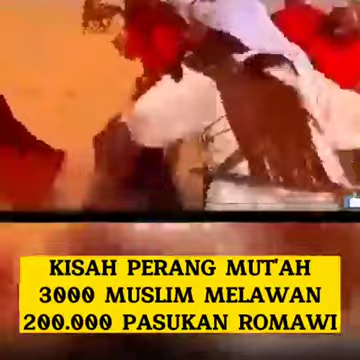 KISAH PERANG MUT'AH
3000 MUSLIM MELAWAN
200.000 PASUKAN ROMAWI